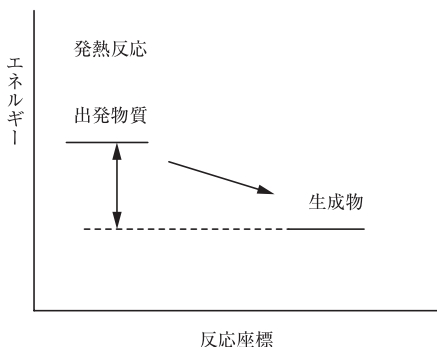 発熱反応
エネルギー
出発物質
生成物
反応座標